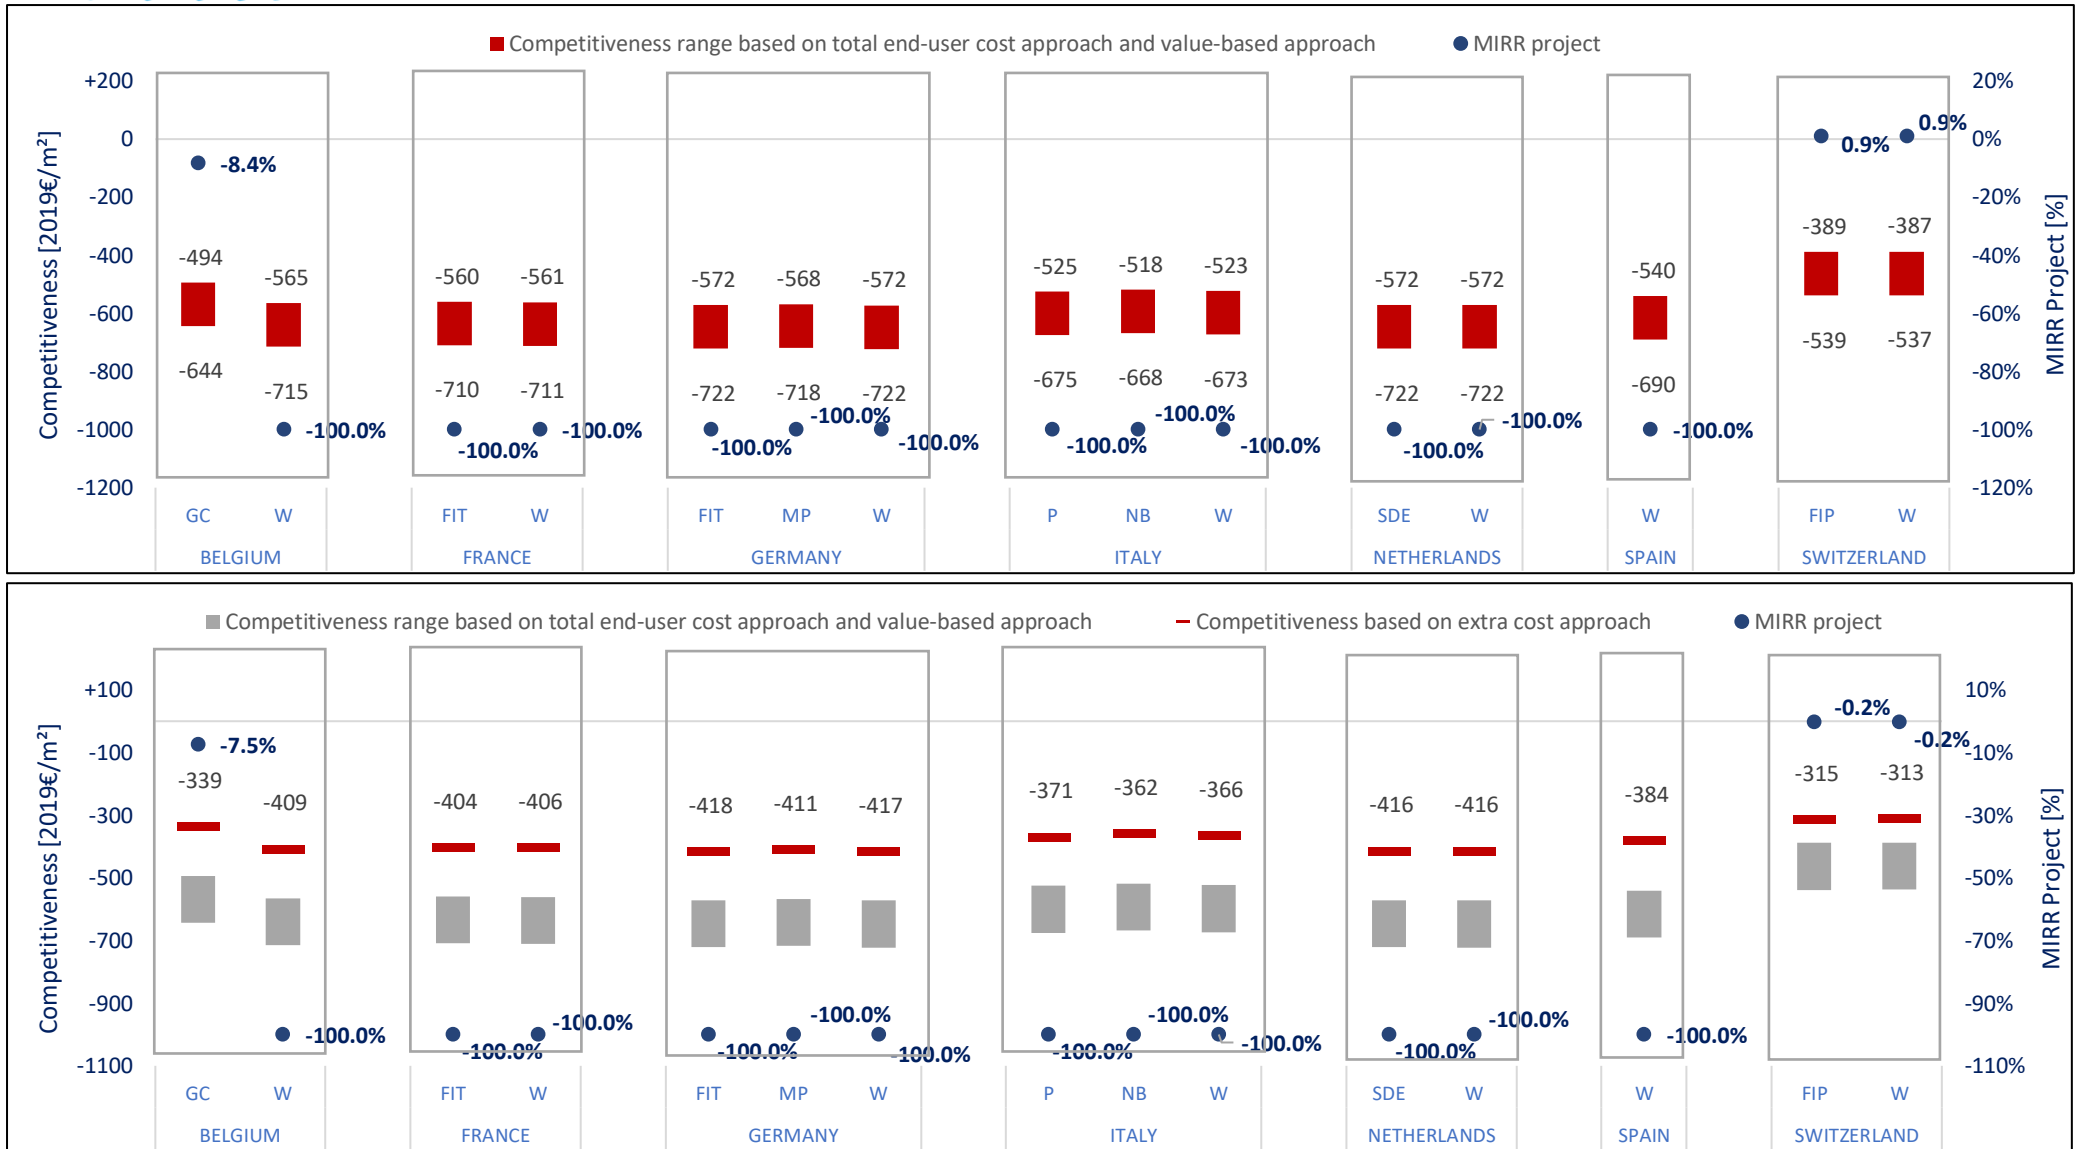 Competitiveness range based on total end-user cost approach and value-based approach MIRR project
Competitiveness [2019€/m²]
+200
0
-200
-400
-600
-800
-1000
-1200
20%
0%
-20%
-40%
-60%
-80%
-100%
-120%
MIRR Project [%]
-8.4% 0.9% 0.9%
-494 -565 -560 -561 -572 -568 -572 -525 -518 -523 -572 -572 -540 -389 -387
-644 -715 -710 -711 -722 -718 -722 -675 -668 -673 -722 -722 -690 -539 -537
-100.0% -100.0% -100.0% -100.0% -100.0% -100.0% -100.0% -100.0% -100.0% -100.0% -100.0% -100.0%
GC W FIT W FIT MP W P NB W SDE W W FIP W
BELGIUM FRANCE GERMANY ITALY NETHERLANDS SPAIN SWITZERLAND
Competitiveness range based on total end-user cost approach and value-based approach Competitiveness based on extra cost approach MIRR project
Competitiveness [2019€/m²]
+100
-100
-300
-500
-700
-900
-1100
10%
-10%
-30%
-50%
-70%
-90%
-110%
MIRR Project [%]
-7.5% -0.2% -0.2%
-339 -409 -404 -406 -418 -411 -417 -371 -362 -366 -416 -416 -384 -315 -313
-100.0% -100.0% -100.0% -100.0% -100.0% -100.0% -100.0% -100.0% -100.0% -100.0% -100.0% -100.0%
GC W FIT W FIT MP W P NB W SDE W W FIP W
BELGIUM FRANCE GERMANY ITALY NETHERLANDS SPAIN SWITZERLAND